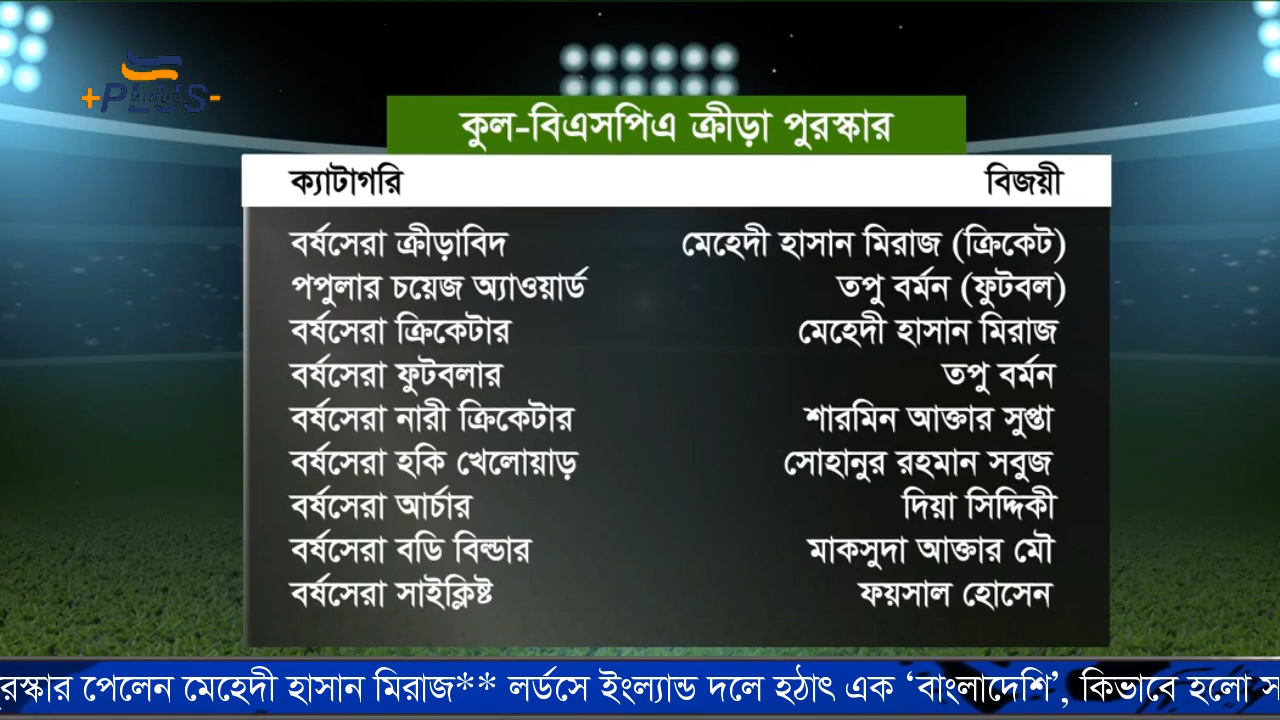 +PLUS-
MINUS
কুল-বিএসপিএ ক্রীড়া পুরস্কার
ক্যাটাগরি বিজয়ী
বর্ষসেরা ক্রীড়াবিদ মেহেদী হাসান মিরাজ (ক্রিকেট)
পপুলার চয়েজ অ্যাওয়ার্ড তপু বর্মন (ফুটবল)
বর্ষসেরা ক্রিকেটার মেহেদী হাসান মিরাজ
বর্ষসেরা ফুটবলার তপু বর্মন
বর্ষসেরা নারী ক্রিকেটার শারমিন আক্তার সুপ্তা
বর্ষসেরা হকি খেলোয়াড় সোহানুর রহমান সবুজ
বর্ষসেরা আর্চার দিয়া সিদ্দিকী
বর্ষসেরা বডি বিল্ডার মাকসুদা আক্তার মৌ
বর্ষসেরা সাইক্লিষ্ট ফয়সাল হোসেন
রস্কার পেলেন মেহেদী হাসান মিরাজ** লর্ডসে ইংল্যান্ড দলে হঠাৎ এক ‘বাংলাদেশি’, কিভাবে হলো স